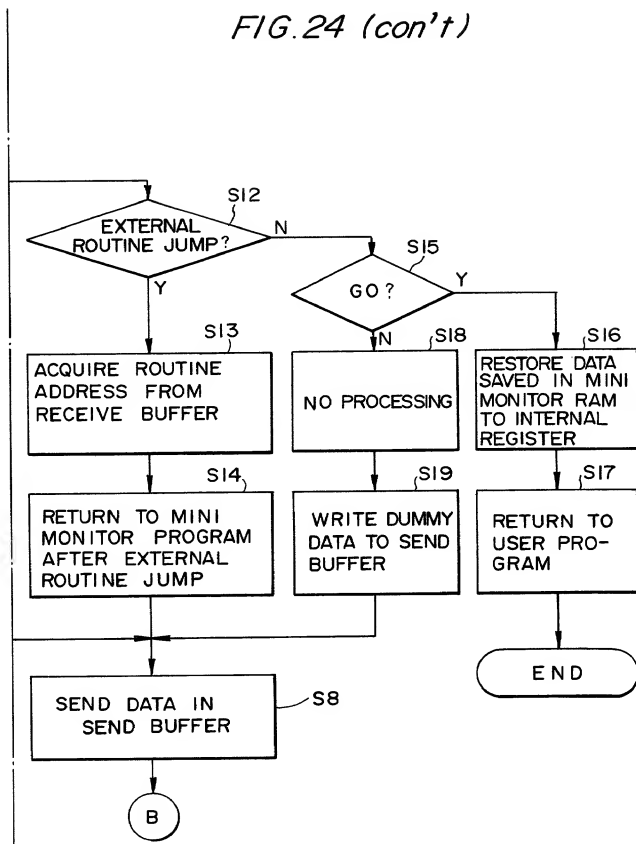 FIG.24 (con't)
S12
EXTERNAL
ROUTINE JUMP?
N
Y
S15
GO?
Y
N
S13
ACQUIRE ROUTINE
ADDRESS FROM
RECEIVE BUFFER
S18
NO PROCESSING
S16
RESTORE DATA
SAVED IN MINI
MONITOR RAM
TO INTERNAL
REGISTER
S14
RETURN TO MINI
MONITOR PROGRAM
AFTER EXTERNAL
ROUTINE JUMP
S19
WRITE DUMMY
DATA TO SEND
BUFFER
S17
RETURN TO
USER PRO-
GRAM
END
S8
SEND DATA IN
SEND BUFFER
B